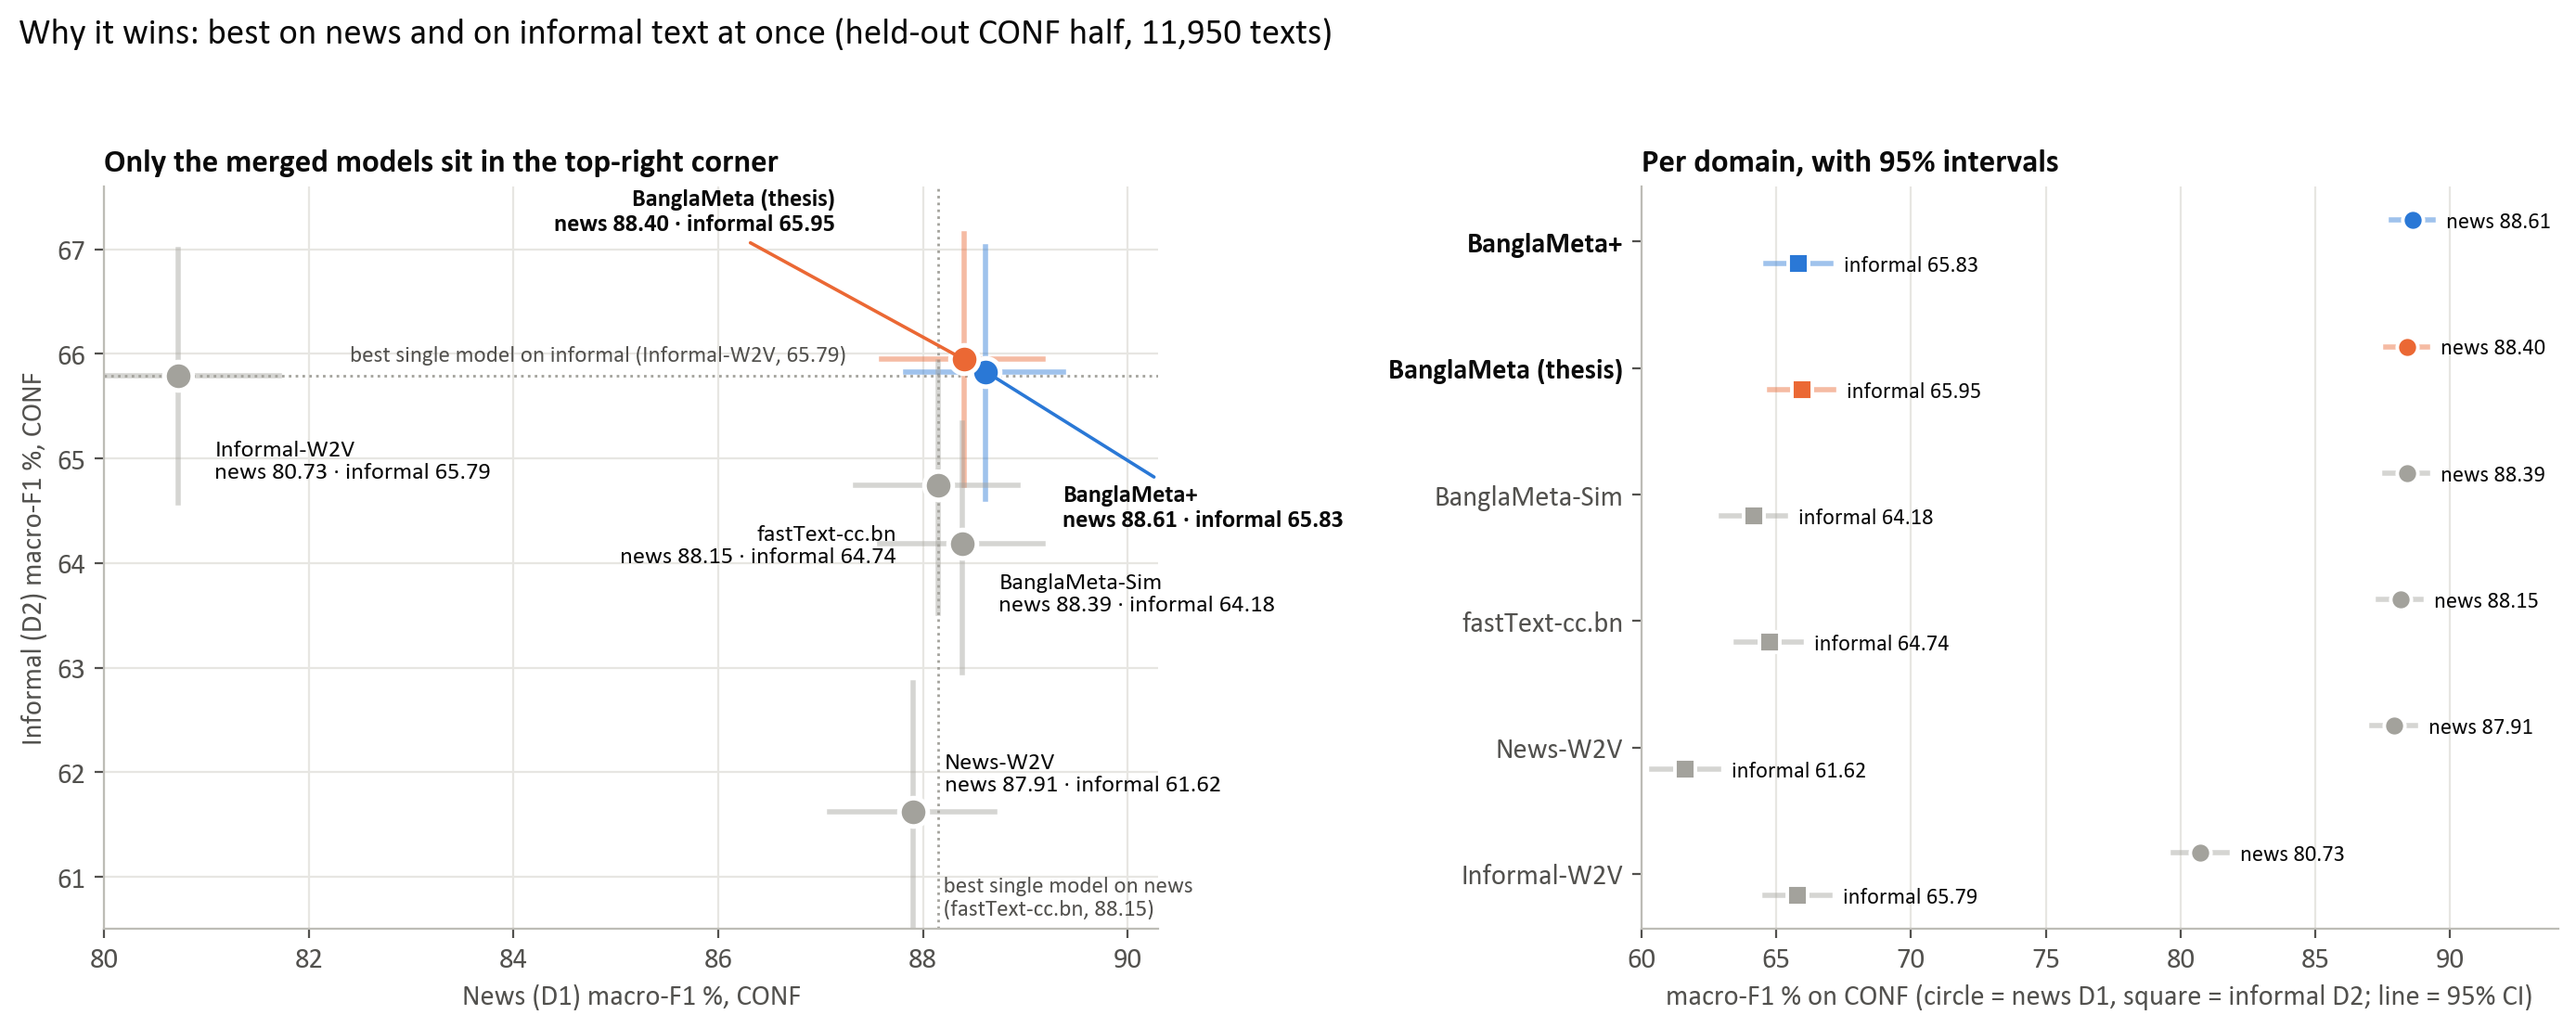 Why it wins: best on news and on informal text at once (held-out CONF half, 11,950 texts)
Only the merged models sit in the top-right corner
BanglaMeta (thesis)
news 88.40 · informal 65.95
best single model on informal (Informal-W2V, 65.79)
Informal-W2V
news 80.73 · informal 65.79
BanglaMeta+
news 88.61 · informal 65.83
fastText-cc.bn
news 88.15 · informal 64.74
BanglaMeta-Sim
news 88.39 · informal 64.18
News-W2V
news 87.91 · informal 61.62
best single model on news
(fastText-cc.bn, 88.15)
67
66
65
64
63
62
61
Informal (D2) macro-F1 %, CONF
80 82 84 86 88 90
News (D1) macro-F1 %, CONF
Per domain, with 95% intervals
news 88.61
BanglaMeta+
informal 65.83
news 88.40
BanglaMeta (thesis)
informal 65.95
news 88.39
BanglaMeta-Sim
informal 64.18
news 88.15
fastText-cc.bn
informal 64.74
news 87.91
News-W2V
informal 61.62
news 80.73
Informal-W2V
informal 65.79
60 65 70 75 80 85 90
macro-F1 % on CONF (circle = news D1, square = informal D2; line = 95% CI)